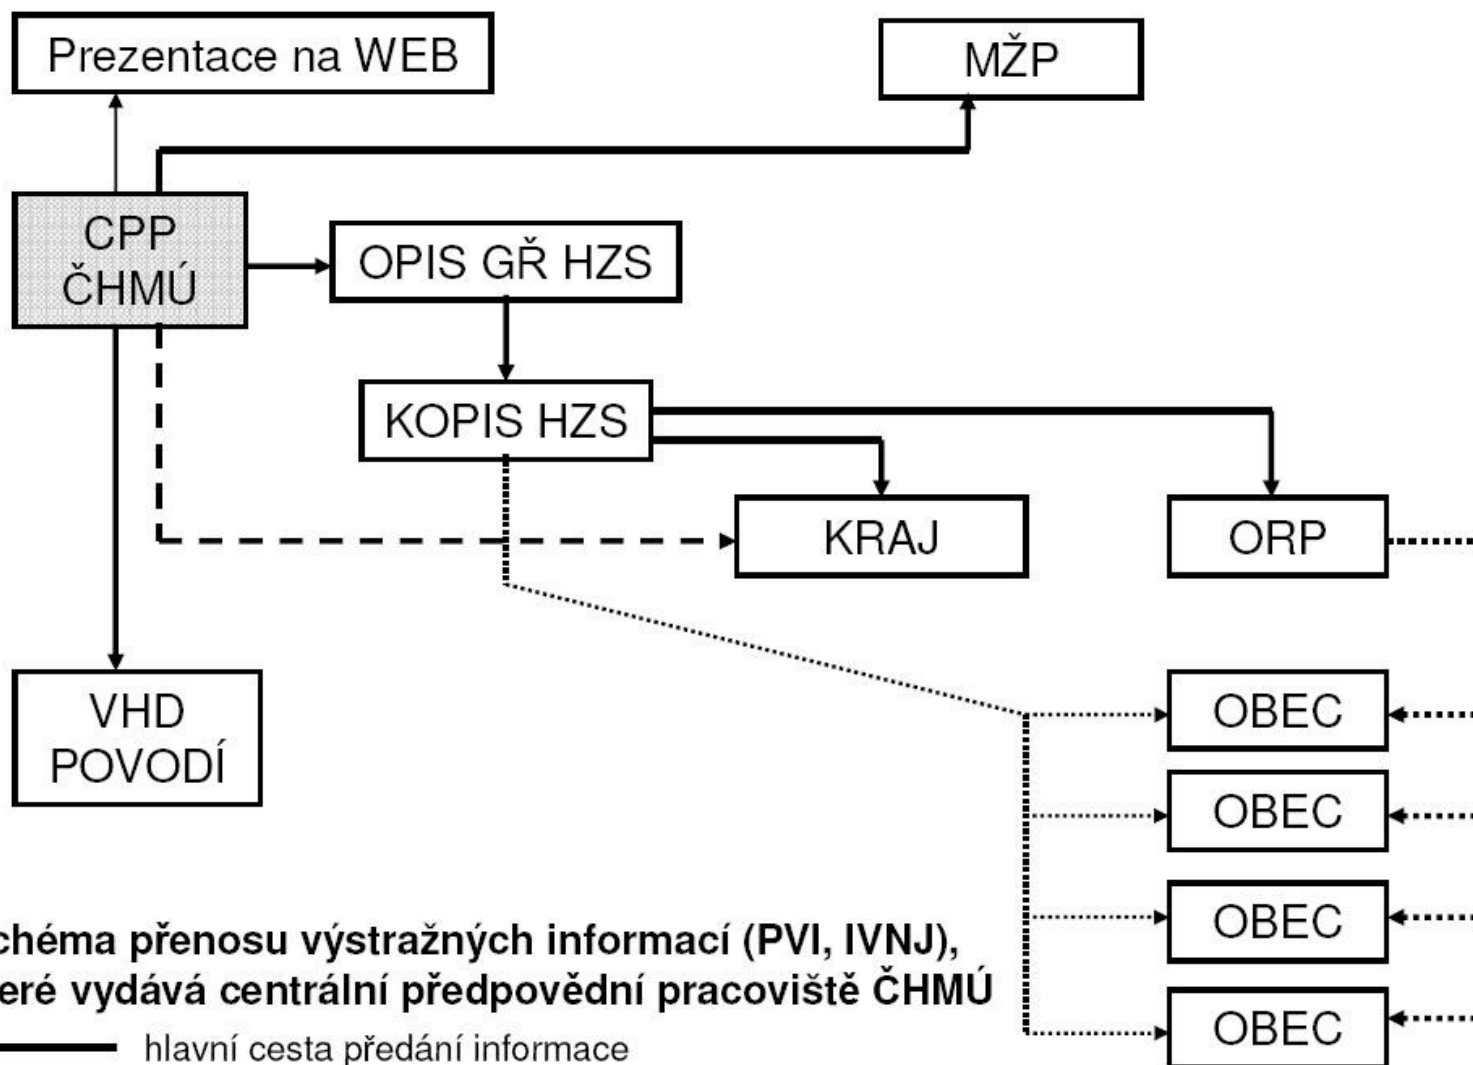 Prezentace na WEB
MŽP
CPP
ČHMÚ
OPIS GŘ HZS
KOPIS HZS
KRAJ
ORP
VHD
POVODÍ
OBEC
OBEC
OBEC
OBEC
chéma přenosu výstražných informací (PVI, IVNJ),
eré vydává centrální předpovědní pracoviště ČHMÚ
hlavní cesta předání informace